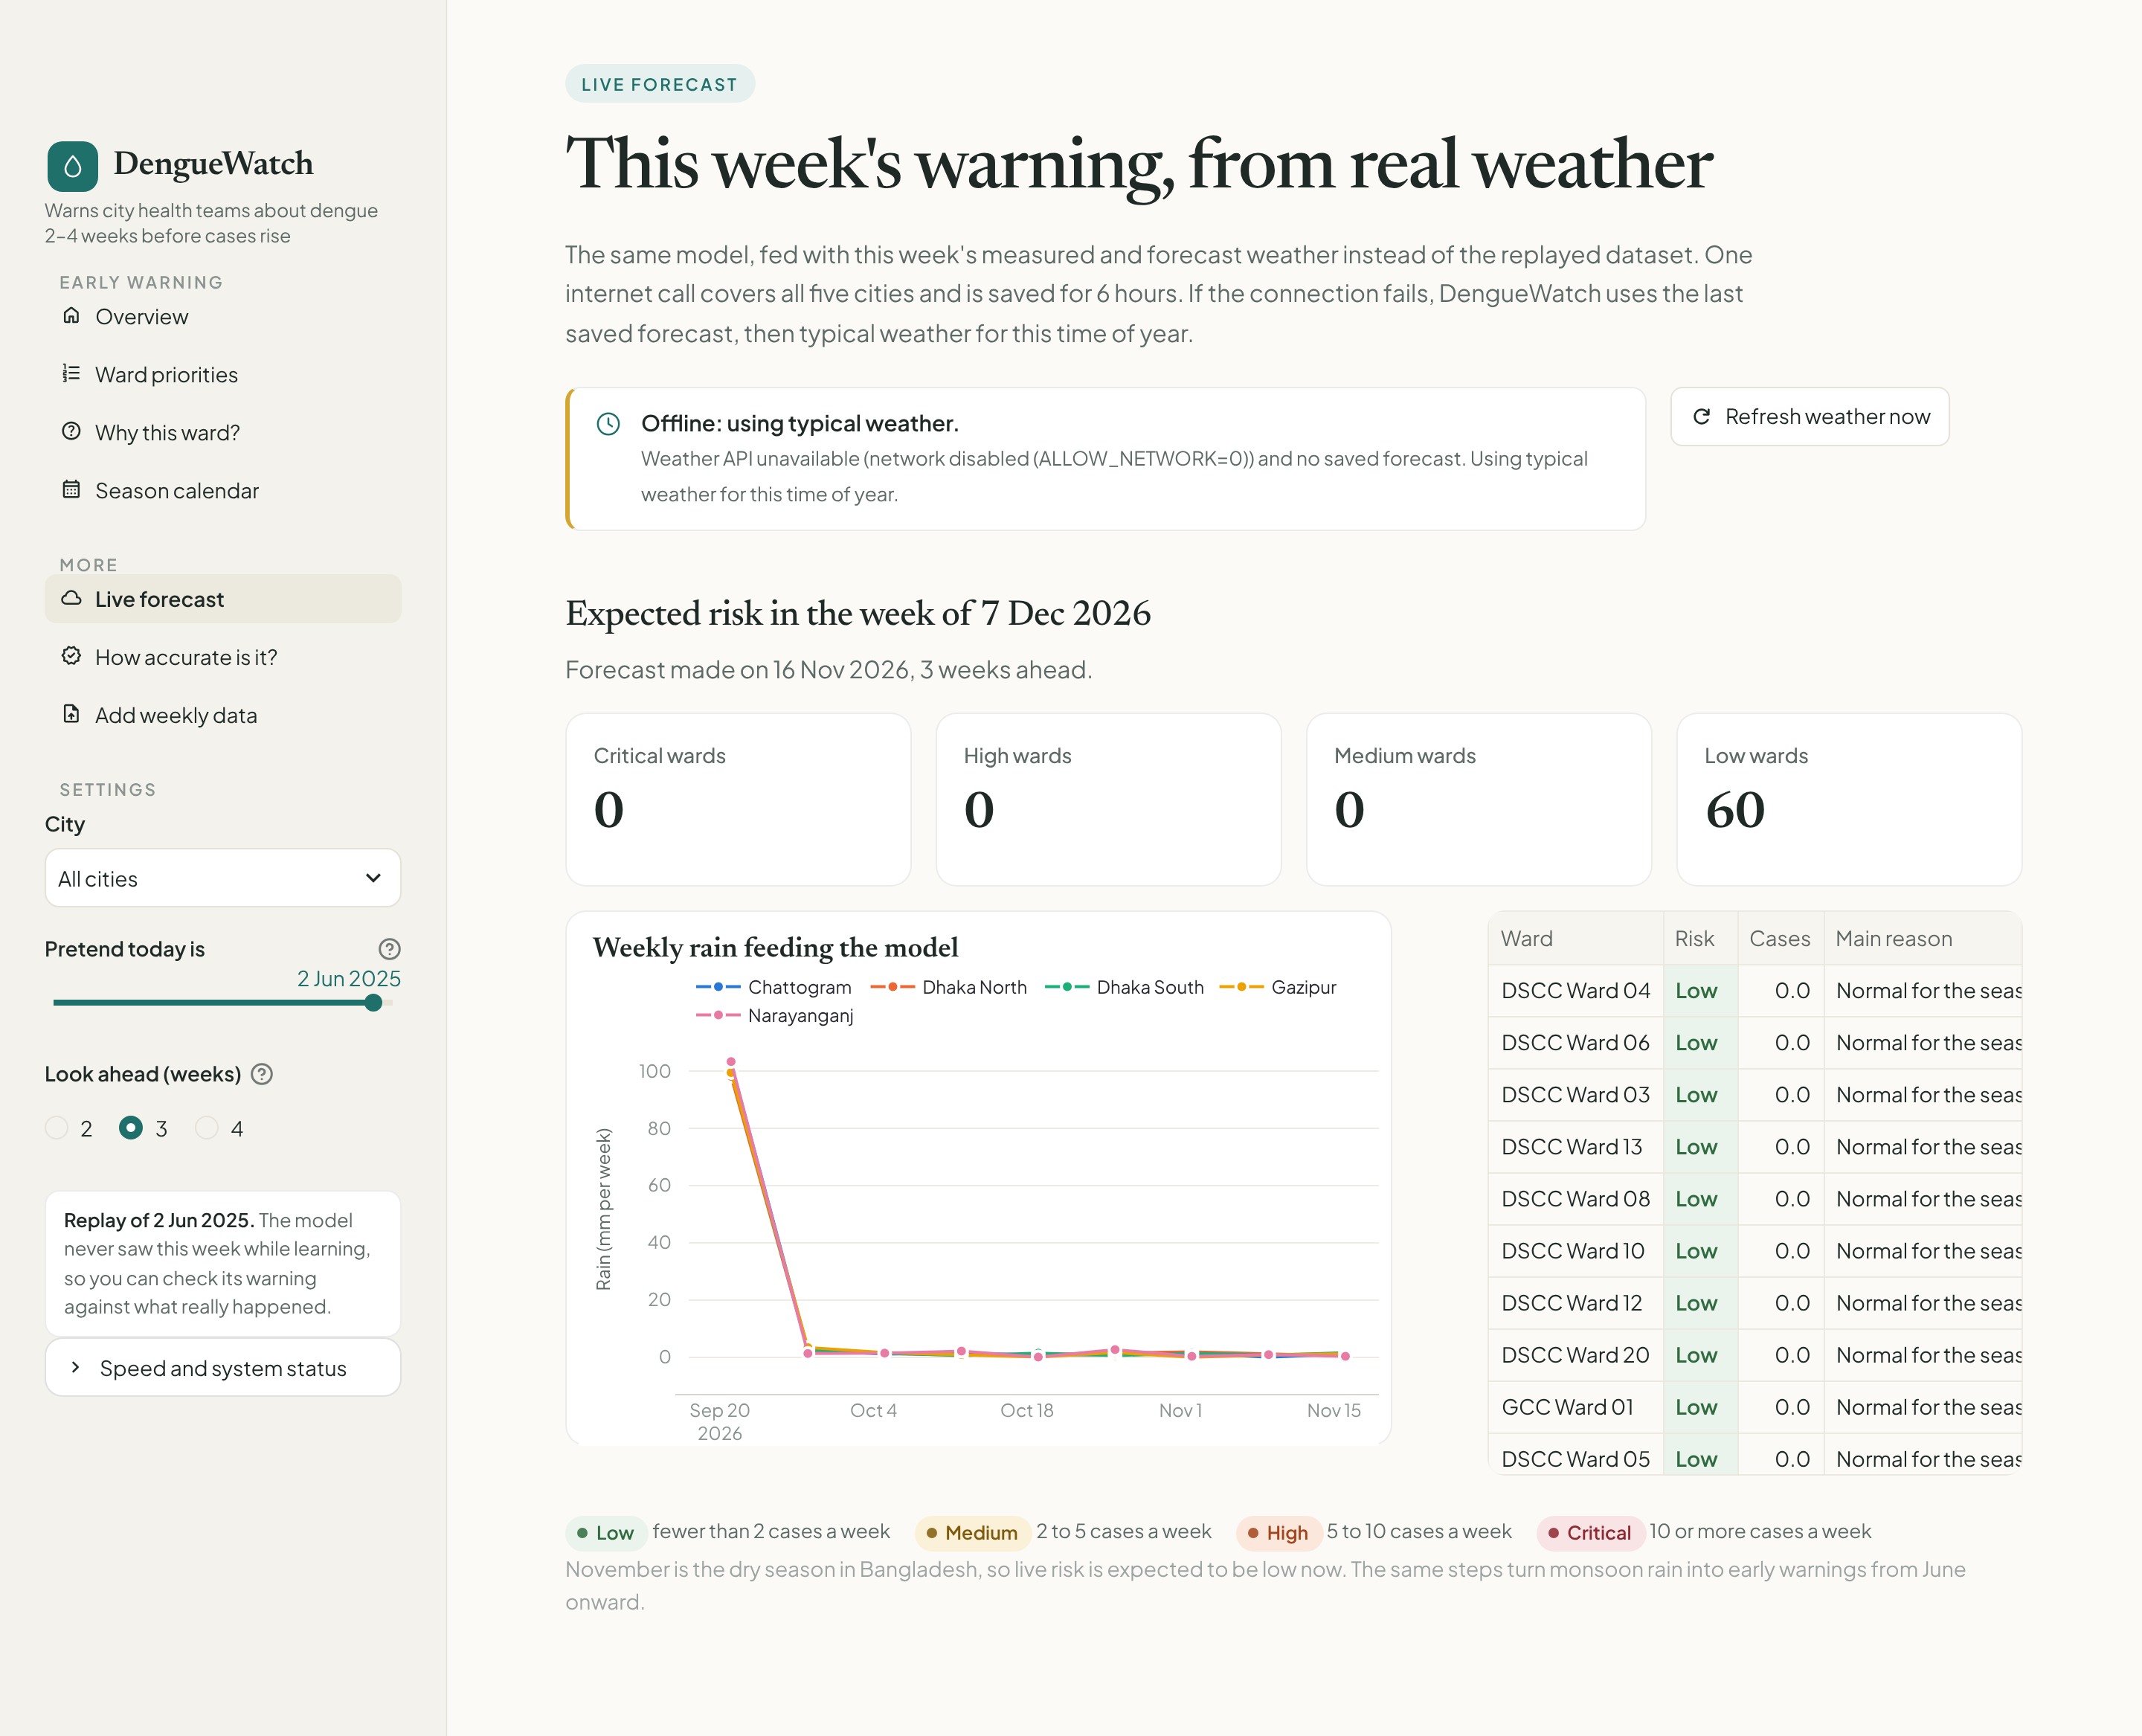 DengueWatch
Warns city health teams about dengue
2–4 weeks before cases rise
EARLY WARNING
Overview
Ward priorities
Why this ward?
Season calendar
MORE
Live forecast
How accurate is it?
Add weekly data
SETTINGS
City
All cities
Pretend today is
2 Jun 2025
Look ahead (weeks)
2 3 4
Replay of 2 Jun 2025. The model
never saw this week while learning,
so you can check its warning
against what really happened.
Speed and system status
LIVE FORECAST
This week's warning, from real weather
The same model, fed with this week's measured and forecast weather instead of the replayed dataset. One
internet call covers all five cities and is saved for 6 hours. If the connection fails, DengueWatch uses the last
saved forecast, then typical weather for this time of year.
Offline: using typical weather.
Weather API unavailable (network disabled (ALLOW_NETWORK=0)) and no saved forecast. Using typical
weather for this time of year.
Refresh weather now
Expected risk in the week of 7 Dec 2026
Forecast made on 16 Nov 2026, 3 weeks ahead.
Critical wards
0
High wards
0
Medium wards
0
Low wards
60
Weekly rain feeding the model
Chattogram Dhaka North Dhaka South Gazipur
Narayanganj
Rain (mm per week)
100
80
60
40
20
0
Sep 20 Oct 4 Oct 18 Nov 1 Nov 15
2026
Ward Risk Cases Main reason
DSCC Ward 04 Low 0.0 Normal for the seas
DSCC Ward 06 Low 0.0 Normal for the seas
DSCC Ward 03 Low 0.0 Normal for the seas
DSCC Ward 13 Low 0.0 Normal for the seas
DSCC Ward 08 Low 0.0 Normal for the seas
DSCC Ward 10 Low 0.0 Normal for the seas
DSCC Ward 12 Low 0.0 Normal for the seas
DSCC Ward 20 Low 0.0 Normal for the seas
GCC Ward 01 Low 0.0 Normal for the seas
DSCC Ward 05 Low 0.0 Normal for the seas
Low fewer than 2 cases a week Medium 2 to 5 cases a week High 5 to 10 cases a week Critical 10 or more cases a week
November is the dry season in Bangladesh, so live risk is expected to be low now. The same steps turn monsoon rain into early warnings from June
onward.